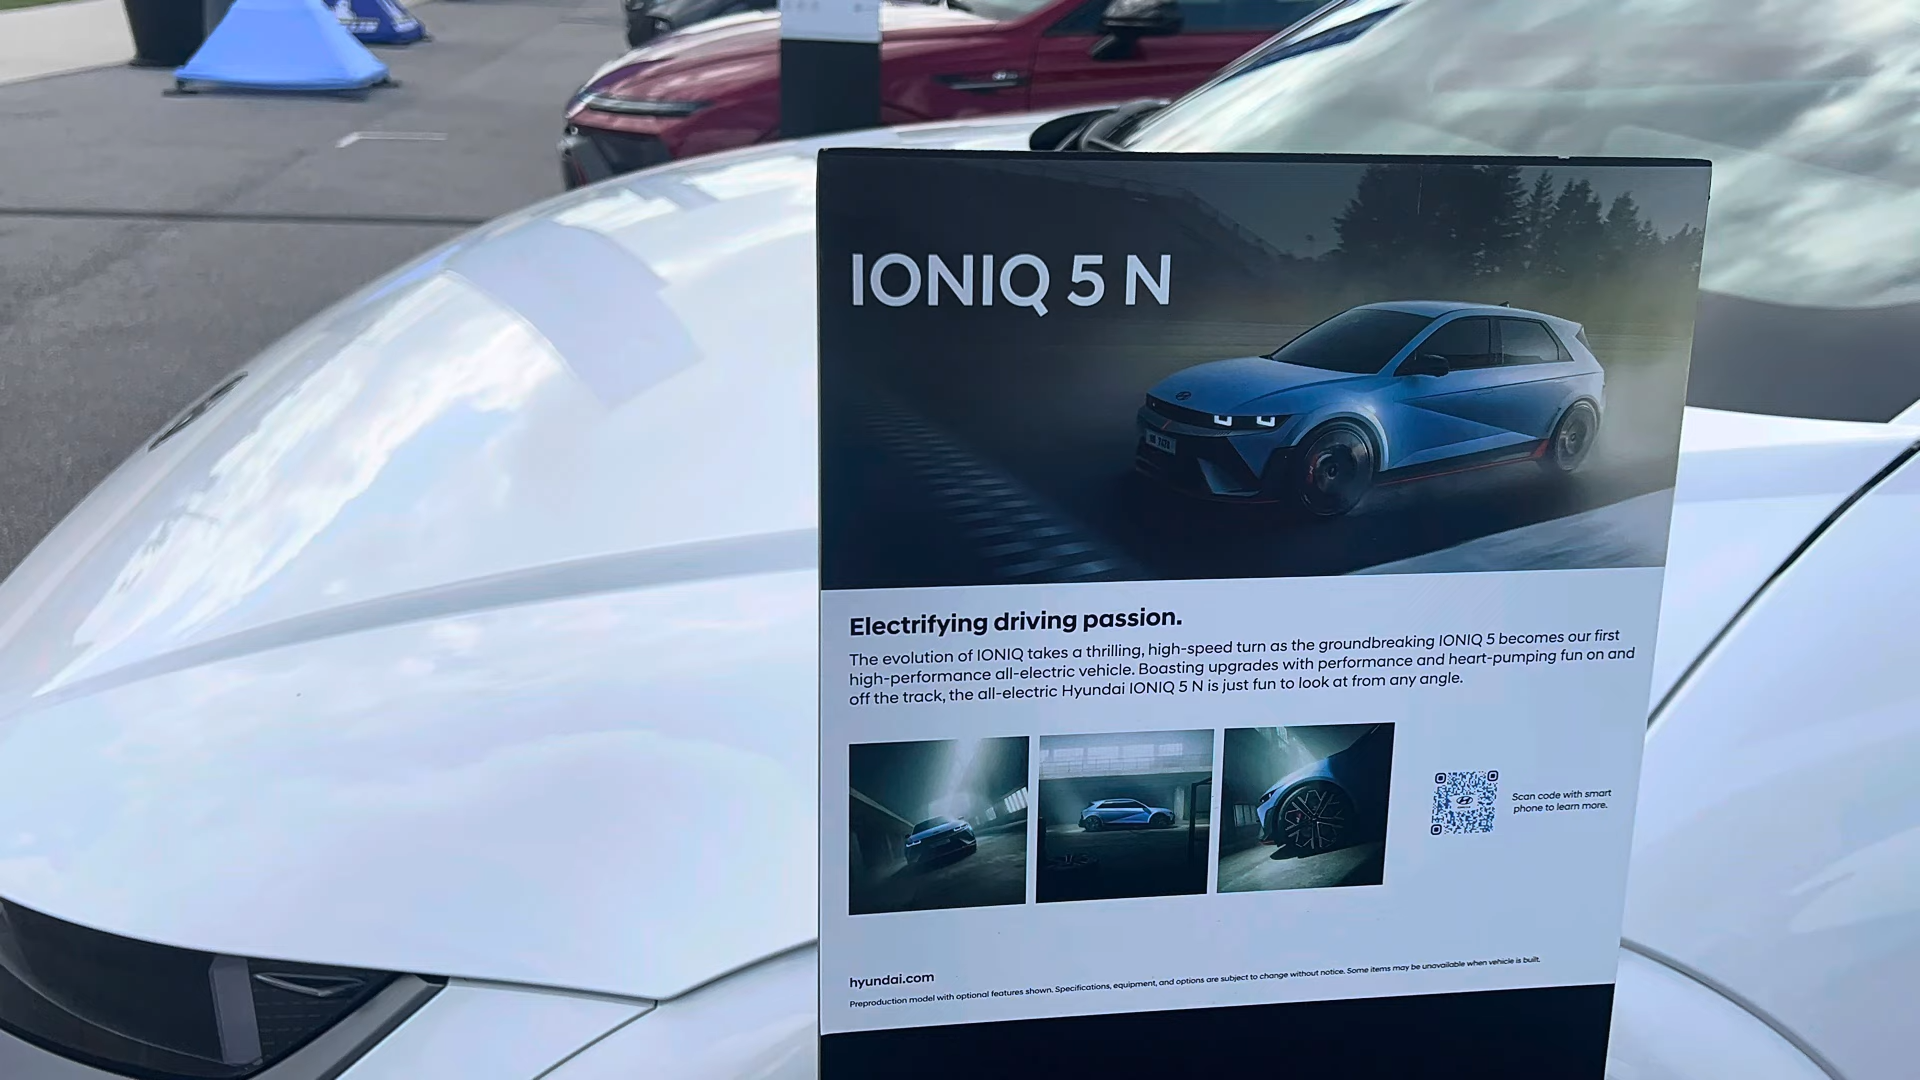 IONIQ 5 N
Electrifying driving passion.
The evolution of IONIQ takes a thrilling, high-speed turn as the groundbreaking IONIQ 5 becomes our first
high-performance all-electric vehicle. Boasting upgrades with performance and heart-pumping fun on and
off the track, the all-electric Hyundai IONIQ 5 N is just fun to look at from any angle.
Scan code with smart
phone to learn more.
hyundai.com
Preproduction model with optional features shown. Specifications, equipment, and options are subject to change without notice. Some items may be unavailable when vehicle is built.